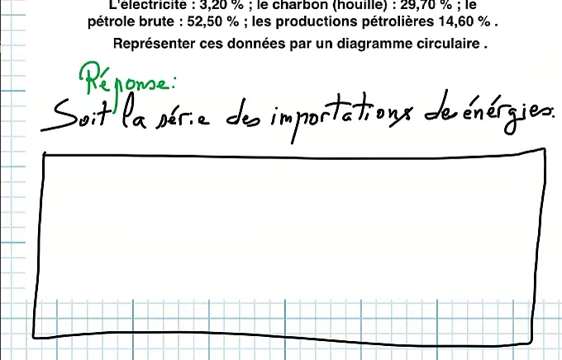 L'électricité : 3,20 % ; le charbon (houille) : 29,70 % ; le
pétrole brute : 52,50 % ; les productions pétrolières 14,60 % .
Représenter ces données par un diagramme circulaire .
Réponse:
Soit la série des importations de énérgies.